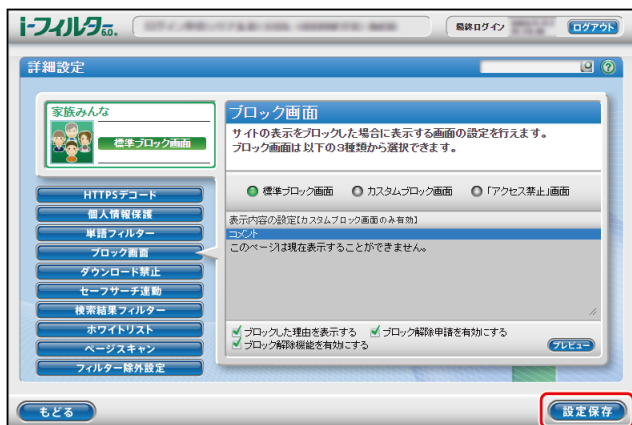 i-フィルタ6.0.
最終ログイン
ログアウト
詳細設定
家族みんな
標準ブロック画面
HTTPSデコード
個人情報保護
単語フィルター
ブロック画面
ダウンロード禁止
セーフサーチ連動
検索結果フィルター
ホワイトリスト
ページスキャン
フィルター除外設定
ブロック画面
サイトの表示をブロックした場合に表示する画面の設定を行えます。
ブロック画面は以下の3種類から選択できます。
標準ブロック画面 カスタムブロック画面 「アクセス禁止」画面
表示内容の設定[カスタムブロック画面のみ有効]
コメント
このページは現在表示することができません。
ブロックした理由を表示する ブロック解除申請を有効にする
ブロック解除機能を有効にする
プレビュー
もどる
設定保存